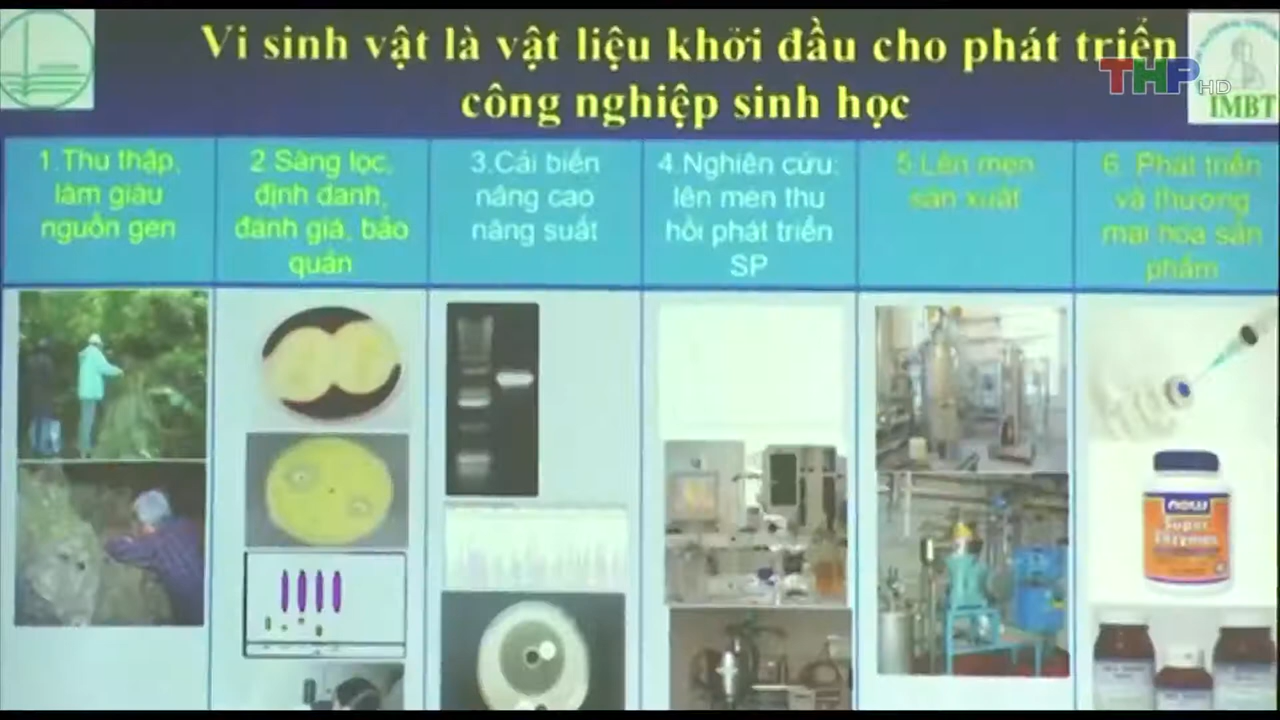 Vi sinh vật là vật liệu khởi đầu cho phát triển
công nghiệp sinh học
THP HD
IMBT
1.Thu thập,
làm giàu
nguồn gen
2.Sàng lọc,
định danh,
đánh giá, bảo
quản
3.Cải biến
nâng cao
năng suất
4.Nghiên cứu:
lên men thu
hồi phát triển
SP
5.Lên men
sản xuất
6. Phát triển
và thương
mại hóa sản
phẩm
now
Super
Enzymes